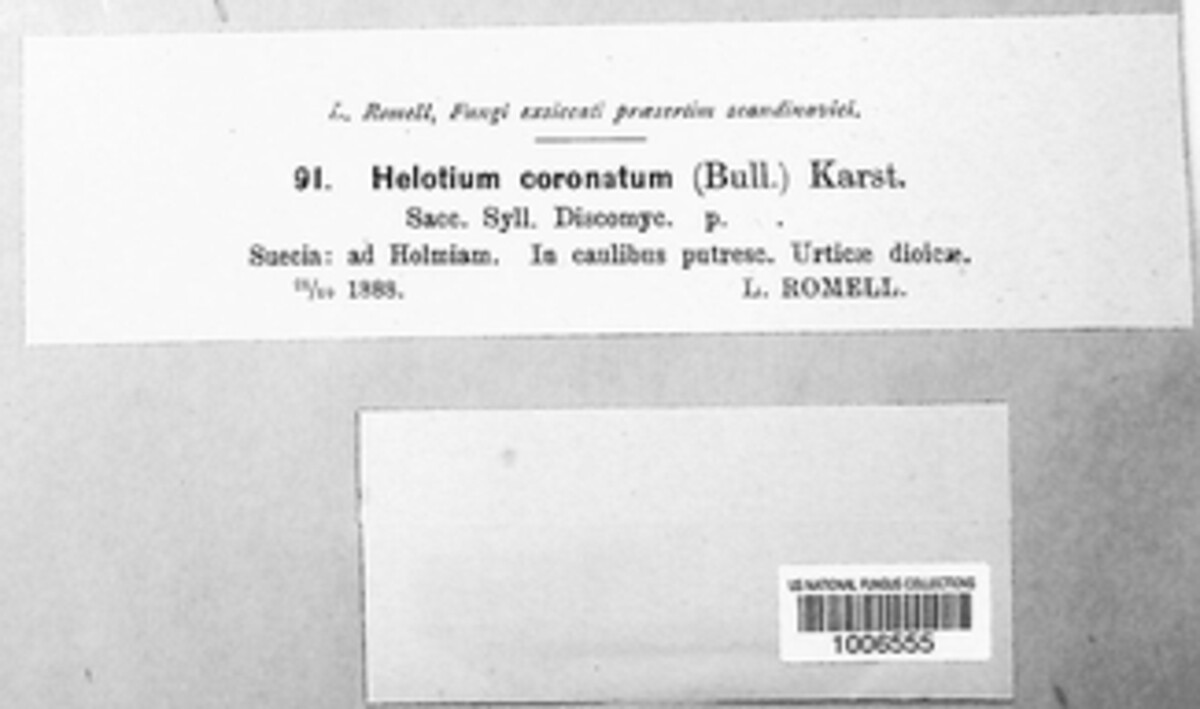 L. Romell, Fungi exsiccati præsertim scandinavici.
91. Helotium coronatum (Bull.) Karst.
Sacc. Syll. Discomyc. p. .
Suecia: ad Holmiam. In caulibus putresc. Urticæ dioicæ.
1888. L. ROMELL.
US NATIONAL FUNGUS COLLECTIONS
1006555